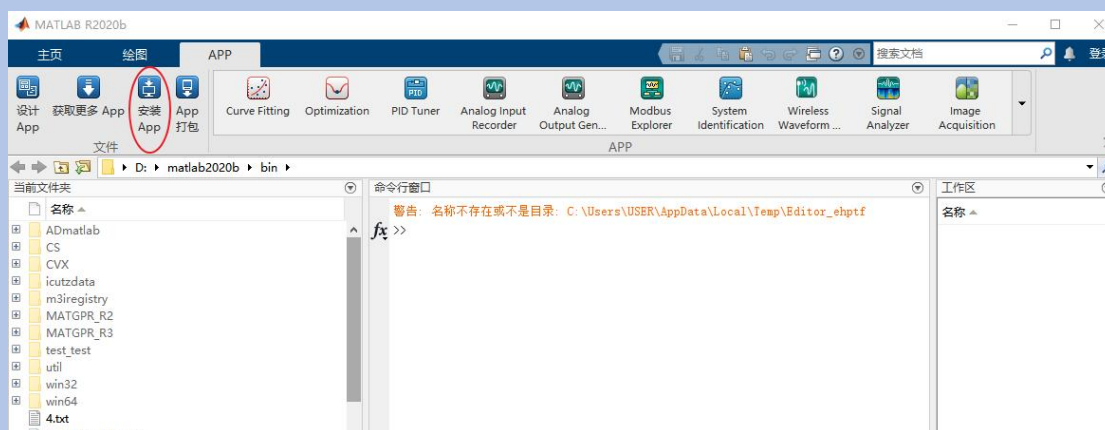 MATLAB R2020b
主页 绘图 APP 搜索文档
设计 App 获取更多 App 安装 App App 打包 Curve Fitting Optimization PID Tuner Analog Input Recorder Analog Output Gen... Modbus Explorer System Identification Wireless Waveform ... Signal Analyzer Image Acquisition
文件 APP
D: matlab2020b bin
当前文件夹 命令行窗口 工作区
名称 名称
警告: 名称不存在或不是目录: C:\Users\USER\AppData\Local\Temp\Editor_ehptf
fx >>
ADmatlab
CS
CVX
icutzdata
m3iregistry
MATGPR_R2
MATGPR_R3
test_test
util
win32
win64
4.txt